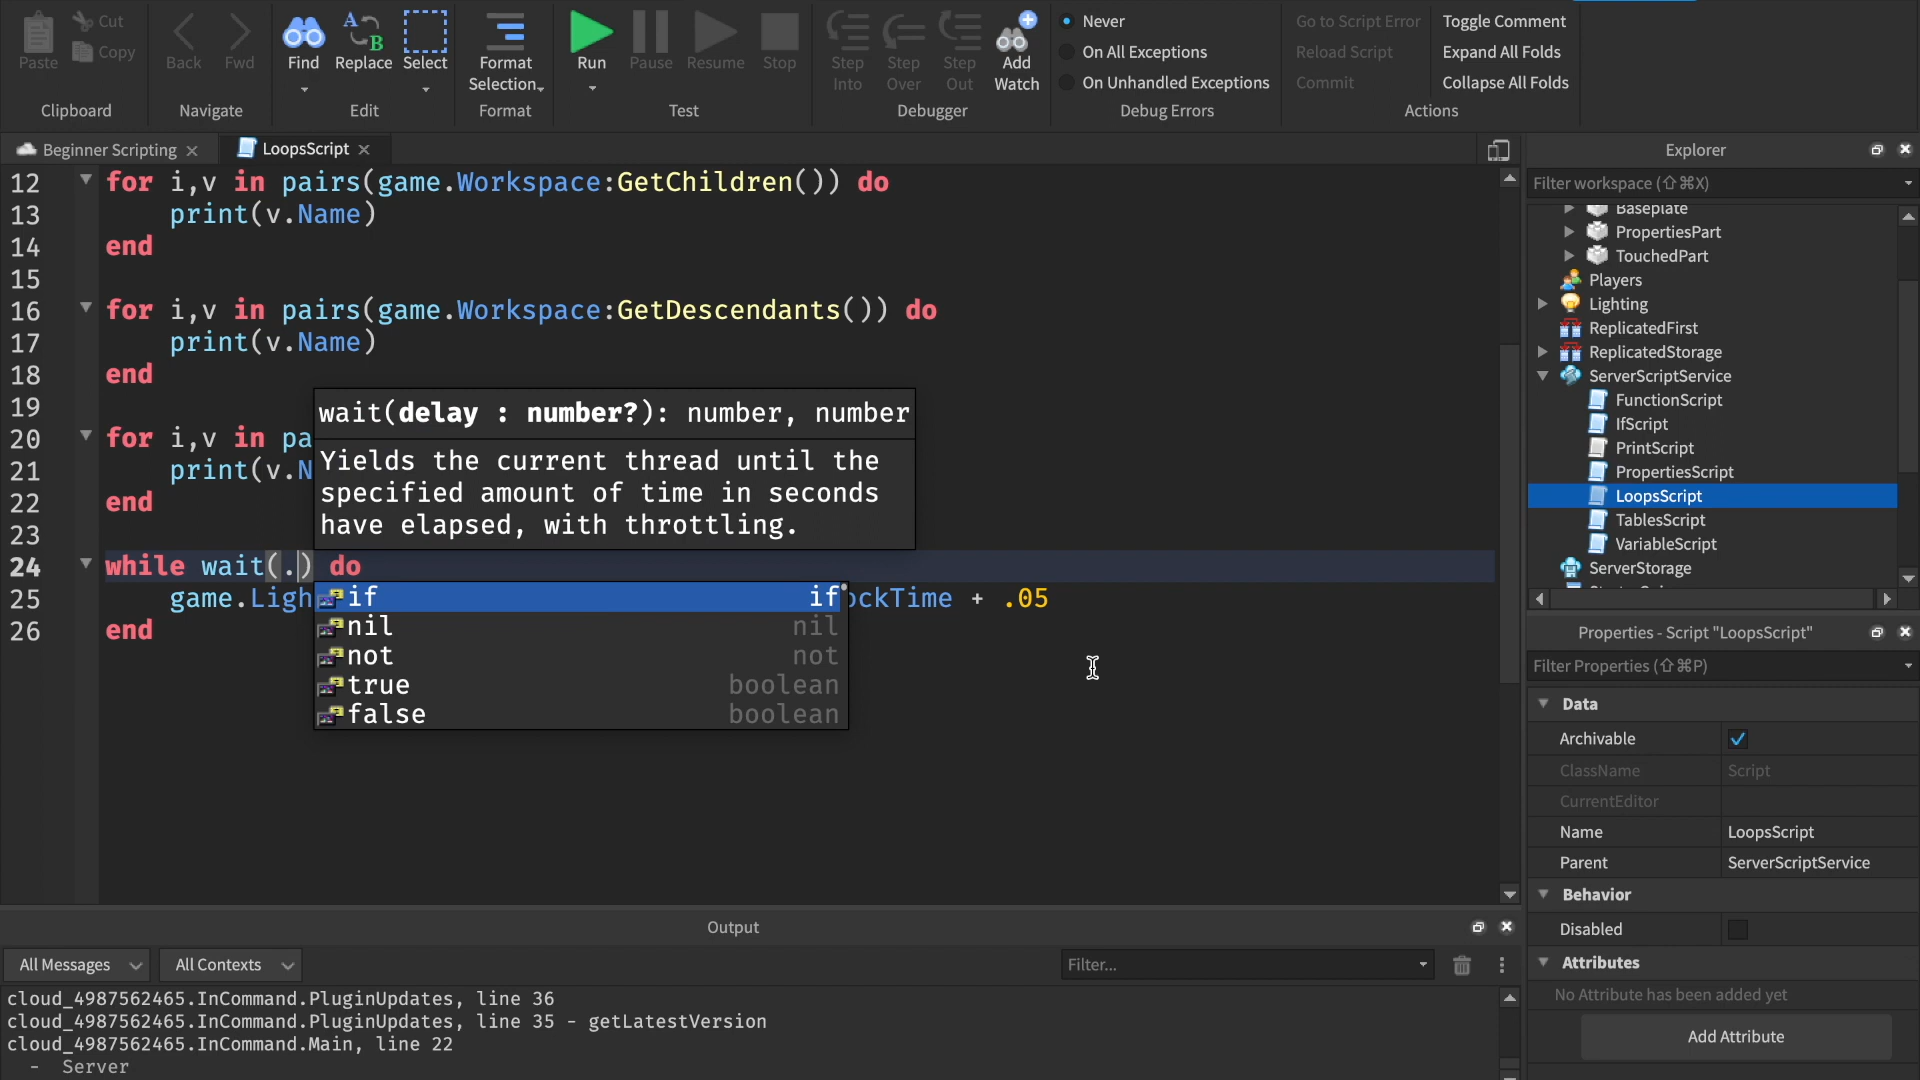 Paste
Cut
Copy
Clipboard
Back
Fwd
Navigate
Find
Replace
Select
Edit
Format
Selection
Format
Run
Pause
Resume
Stop
Test
Step
Into
Step
Over
Step
Out
Add
Watch
Debugger
Never
On All Exceptions
On Unhandled Exceptions
Debug Errors
Go to Script Error
Reload Script
Commit
Toggle Comment
Expand All Folds
Collapse All Folds
Actions
Beginner Scripting
LoopsScript
12 for i,v in pairs(game.Workspace:GetChildren()) do
13 print(v.Name)
14 end
15
16 for i,v in pairs(game.Workspace:GetDescendants()) do
17 print(v.Name)
18 end
19
20 for i,v in pa
21 print(v.N
22 end
23
24 while wait(.) do
25 game.Ligh
ockTime + .05
26 end
wait(delay : number?): number, number
Yields the current thread until the
specified amount of time in seconds
have elapsed, with throttling.
if if
nil nil
not not
true boolean
false boolean
Explorer
Filter workspace (⇧⌘X)
Baseplate
PropertiesPart
TouchedPart
Players
Lighting
ReplicatedFirst
ReplicatedStorage
ServerScriptService
FunctionScript
IfScript
PrintScript
PropertiesScript
LoopsScript
TablesScript
VariableScript
ServerStorage
Properties - Script "LoopsScript"
Filter Properties (⇧⌘P)
Data
Archivable
ClassName Script
CurrentEditor
Name LoopsScript
Parent ServerScriptService
Behavior
Disabled
Attributes
No Attribute has been added yet
Add Attribute
Output
All Messages
All Contexts
Filter...
cloud_4987562465.InCommand.PluginUpdates, line 36
cloud_4987562465.InCommand.PluginUpdates, line 35 - getLatestVersion
cloud_4987562465.InCommand.Main, line 22
- Server